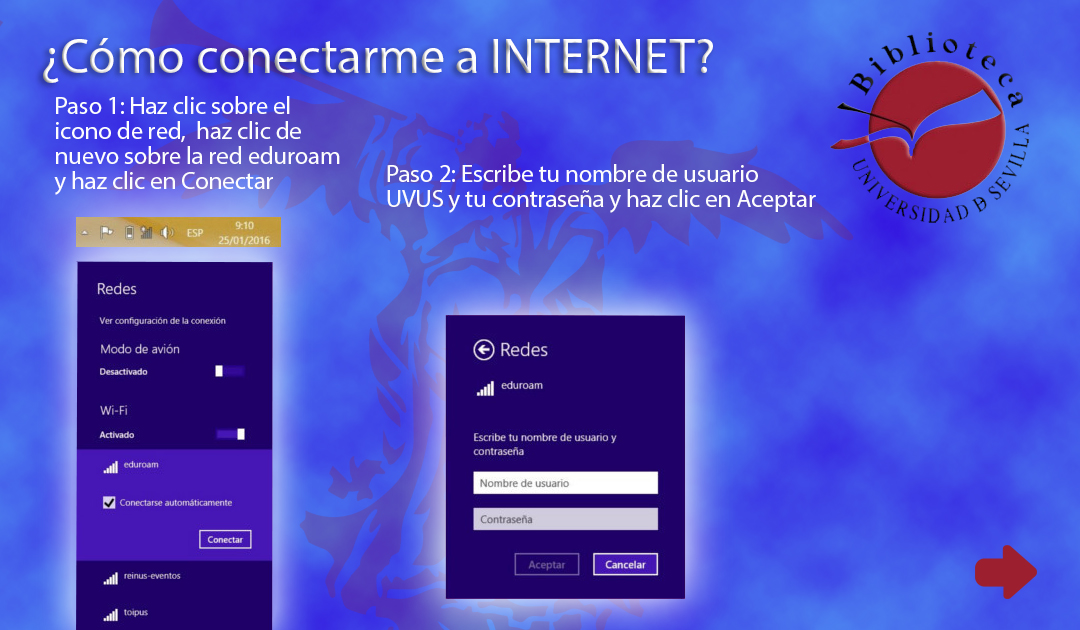 ¿Cómo conectarme a INTERNET?
Paso 1: Haz clic sobre el
icono de red, haz clic de
nuevo sobre la red eduroam
y haz clic en Conectar
Paso 2: Escribe tu nombre de usuario
UVUS y tu contraseña y haz clic en Aceptar
Biblioteca
UNIVERSIDAD D SEVILLA
ESP
9:10
25/01/2016
Redes
Ver configuración de la conexión
Modo de avión
Desactivado
Wi-Fi
Activado
eduroam
Conectarse automáticamente
Conectar
reinus-eventos
toipus
Redes
eduroam
Escribe tu nombre de usuario y
contraseña
Nombre de usuario
Contraseña
Aceptar
Cancelar